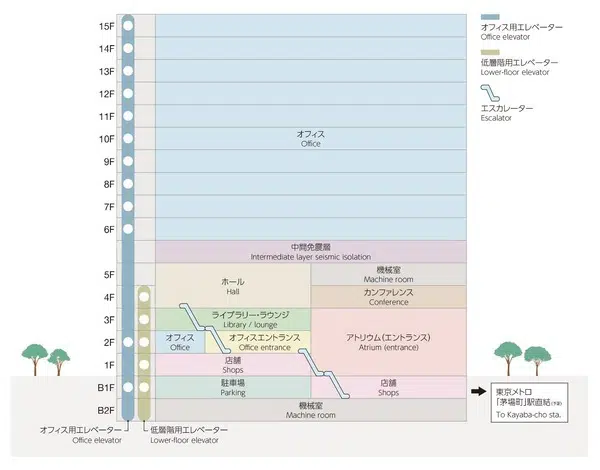 15F
14F
13F
12F
11F
10F
9F
8F
7F
6F
5F
4F
3F
2F
1F
B1F
B2F
オフィス用エレベーター
Office elevator
低層階用エレベーター
Lower-floor elevator
エスカレーター
Escalator
オフィス
Office
中間免震層
Intermediate layer seismic isolation
ホール
Hall
機械室
Machine room
カンファレンス
Conference
ライブラリー・ラウンジ
Library / lounge
オフィス
Office
オフィスエントランス
Office entrance
アトリウム(エントランス)
Atrium (entrance)
店舗
Shops
駐車場
Parking
店舗
Shops
機械室
Machine room
東京メトロ
「茅場町」駅直結
To Kayaba-cho sta.
オフィス用エレベーター
Office elevator
低層階用エレベーター
Lower-floor elevator